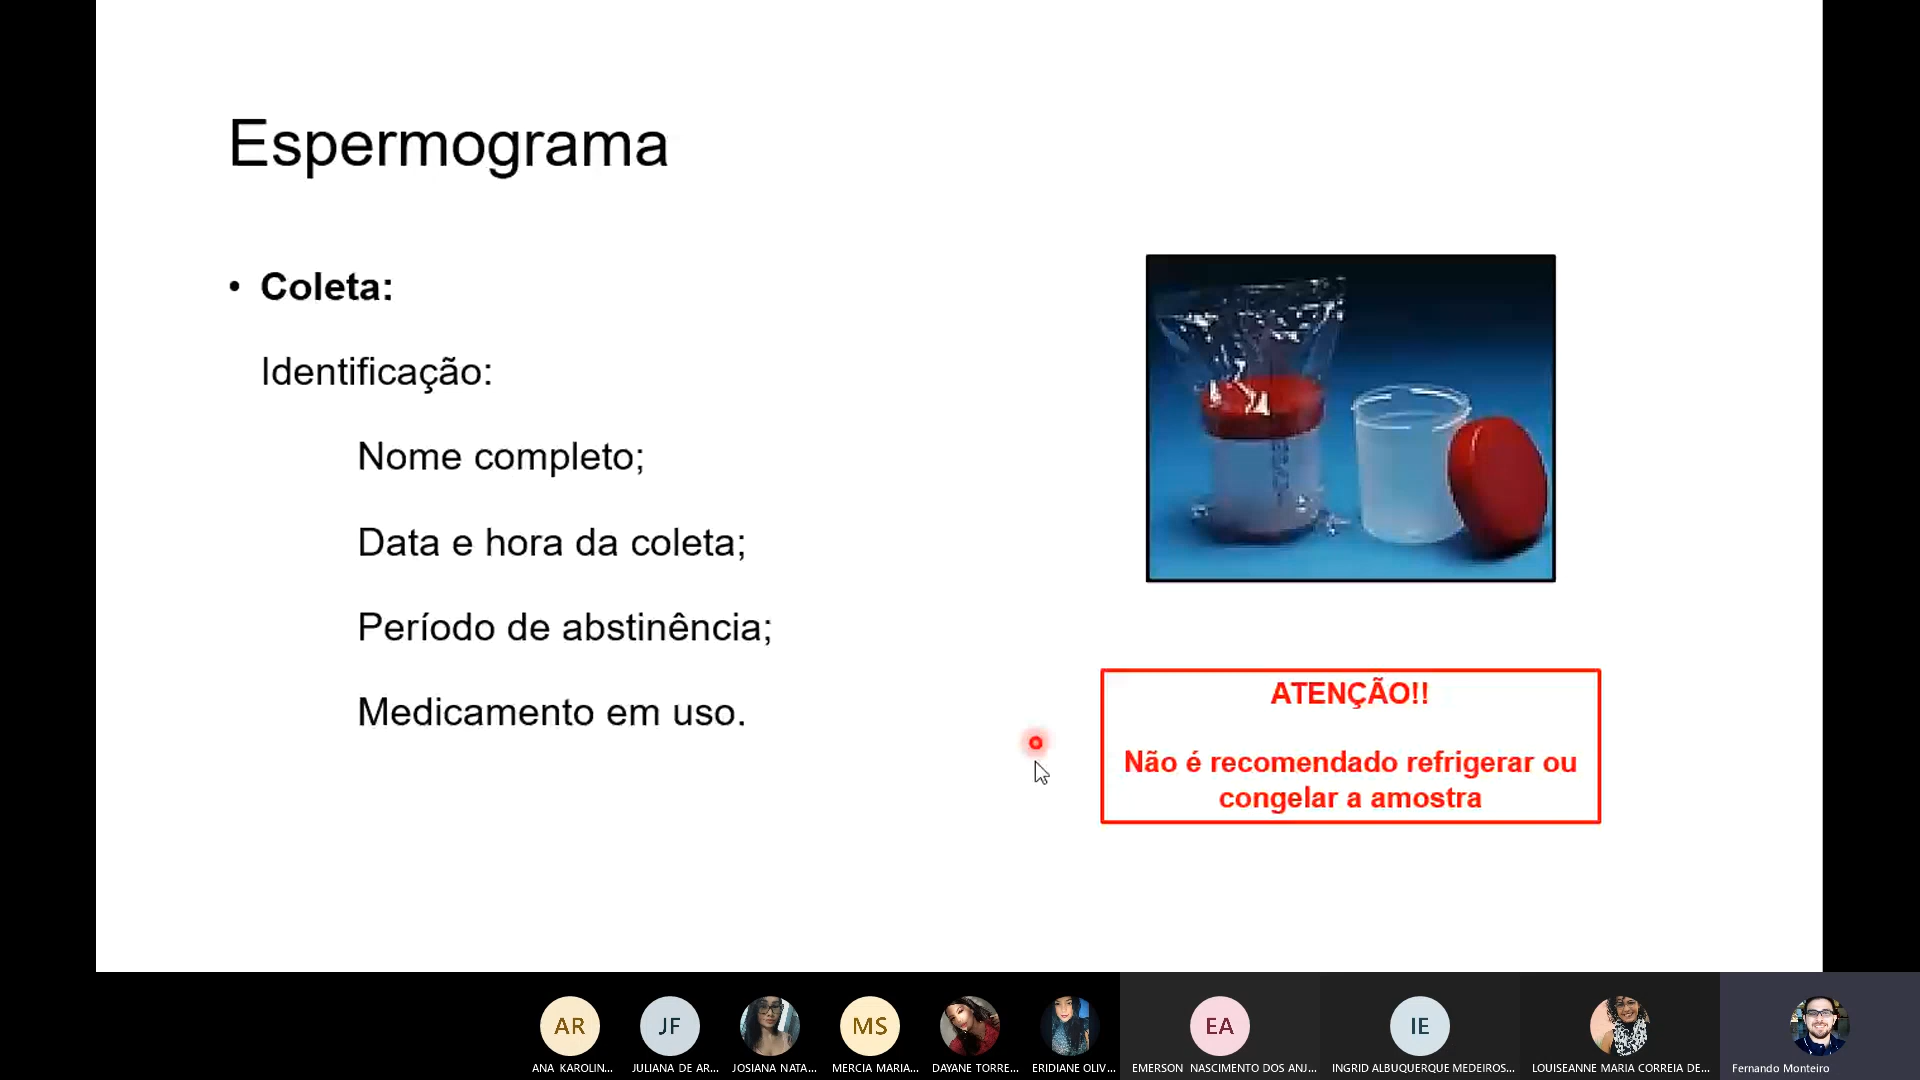 Espermograma
• Coleta:
Identificação:
Nome completo;
Data e hora da coleta;
Período de abstinência;
Medicamento em uso.
ATENÇÃO!!
Não é recomendado refrigerar ou
congelar a amostra
AR
JF
MS
EA
IE
ANA KAROLIN...
JULIANA DE AR...
JOSIANA NATA...
MERCIA MARIA...
DAYANE TORRE...
ERIDIANE OLIV...
EMERSON NASCIMENTO DOS ANJ...
INGRID ALBUQUERQUE MEDEIROS...
LOUISEANNE MARIA CORREIA DE...
Fernando Monteiro